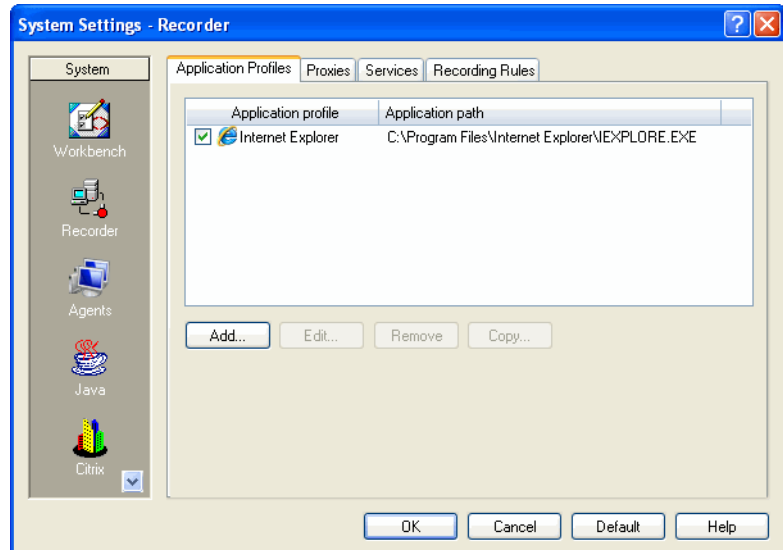 System Settings - Recorder
System
Workbench
Recorder
Agents
Java
Citrix
Application Profiles Proxies Services Recording Rules
Application profile Application path
Internet Explorer C:\Program Files\Internet Explorer\IEXPLORE.EXE
Add... Edit... Remove Copy...
OK Cancel Default Help